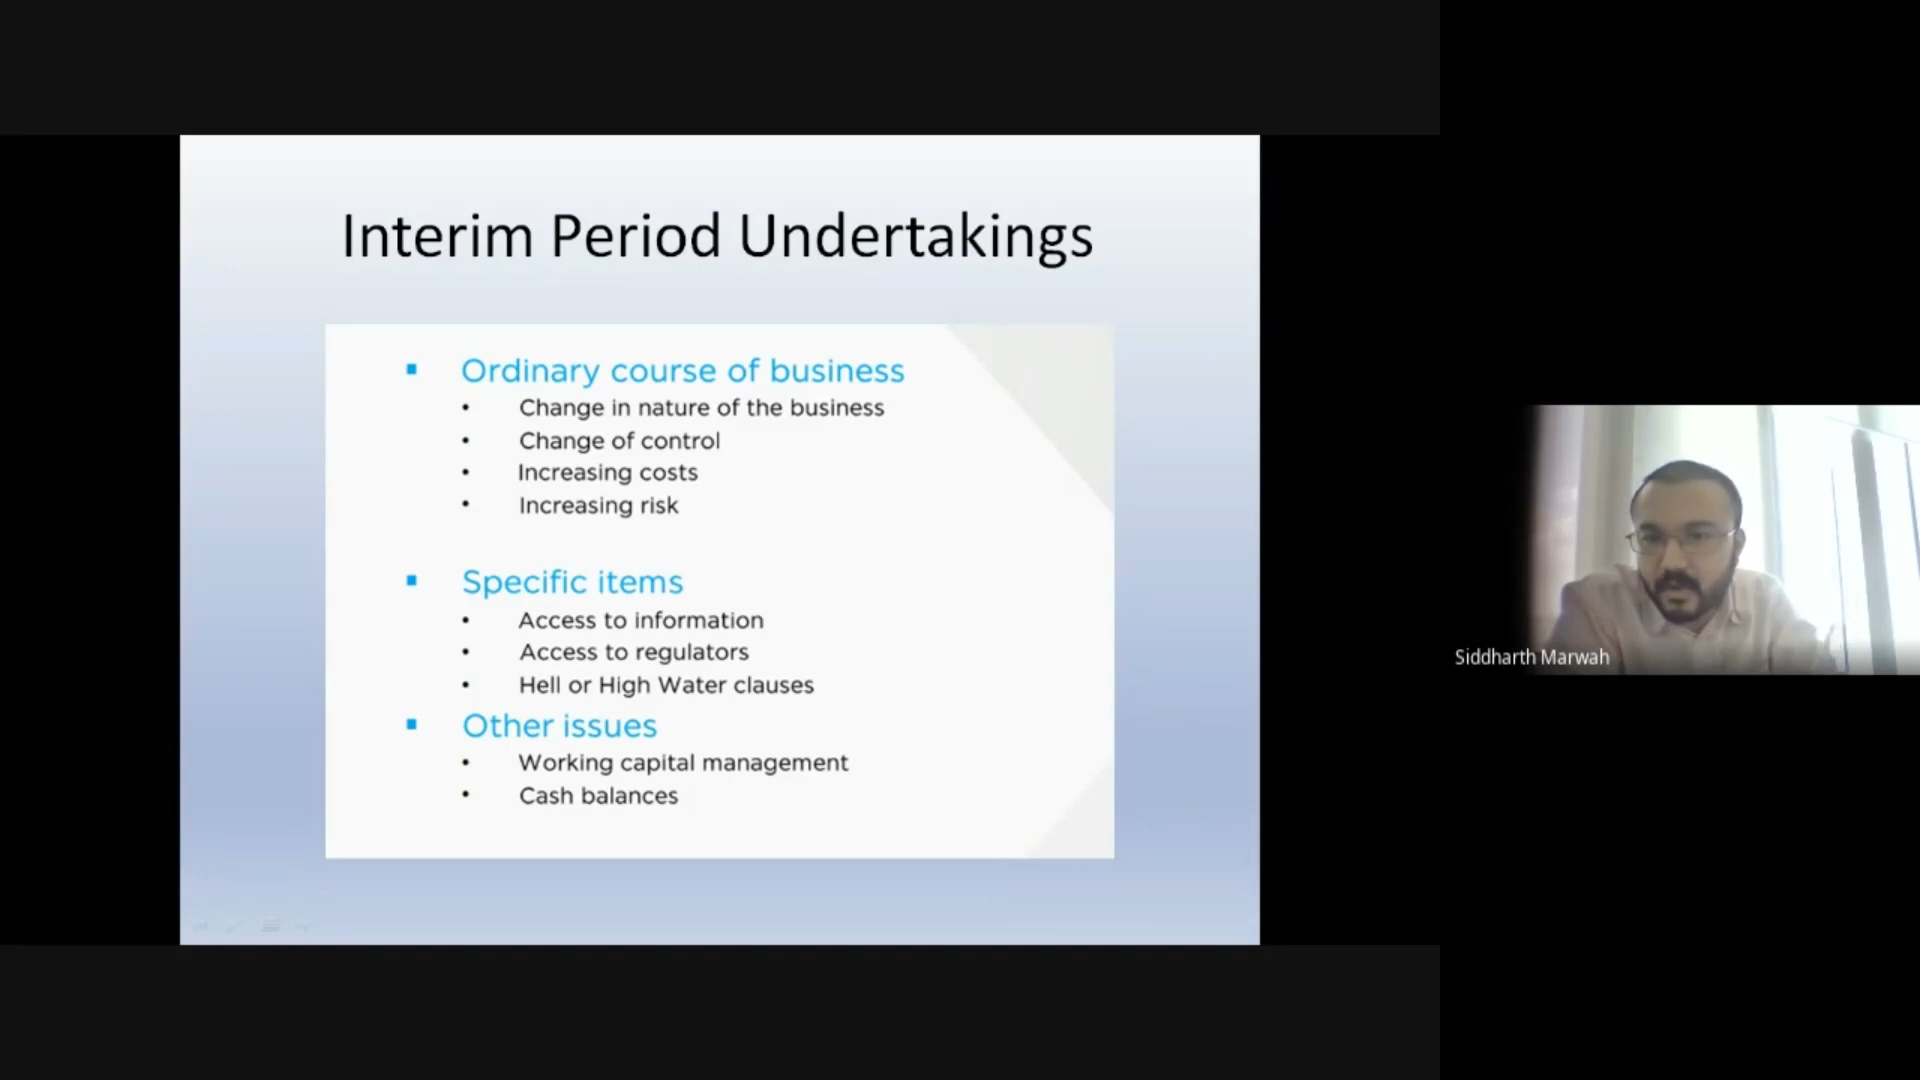 Interim Period Undertakings
▪ Ordinary course of business
• Change in nature of the business
• Change of control
• Increasing costs
• Increasing risk
▪ Specific items
• Access to information
• Access to regulators
• Hell or High Water clauses
▪ Other issues
• Working capital management
• Cash balances
Siddharth Marwah